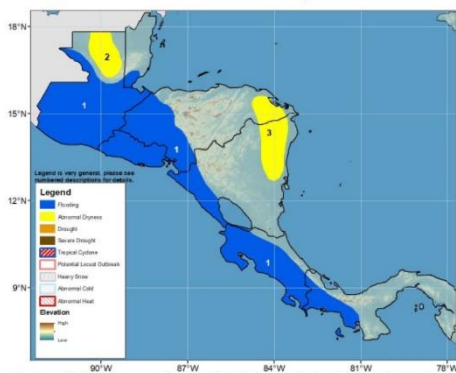 18°N
2
1
15°N
3
1
Legend is very general, please see
numbered descriptions for details.
Legend
Flooding
Abnormal Dryness
Drought
Severe Drought
Tropical Cyclone
Potential Locust Outbreak
Heavy Snow
Abnormal Cold
Abnormal Heat
Elevation
High
Low
12°N
1
9°N
90°W 87°W 84°W 81°W 78°W